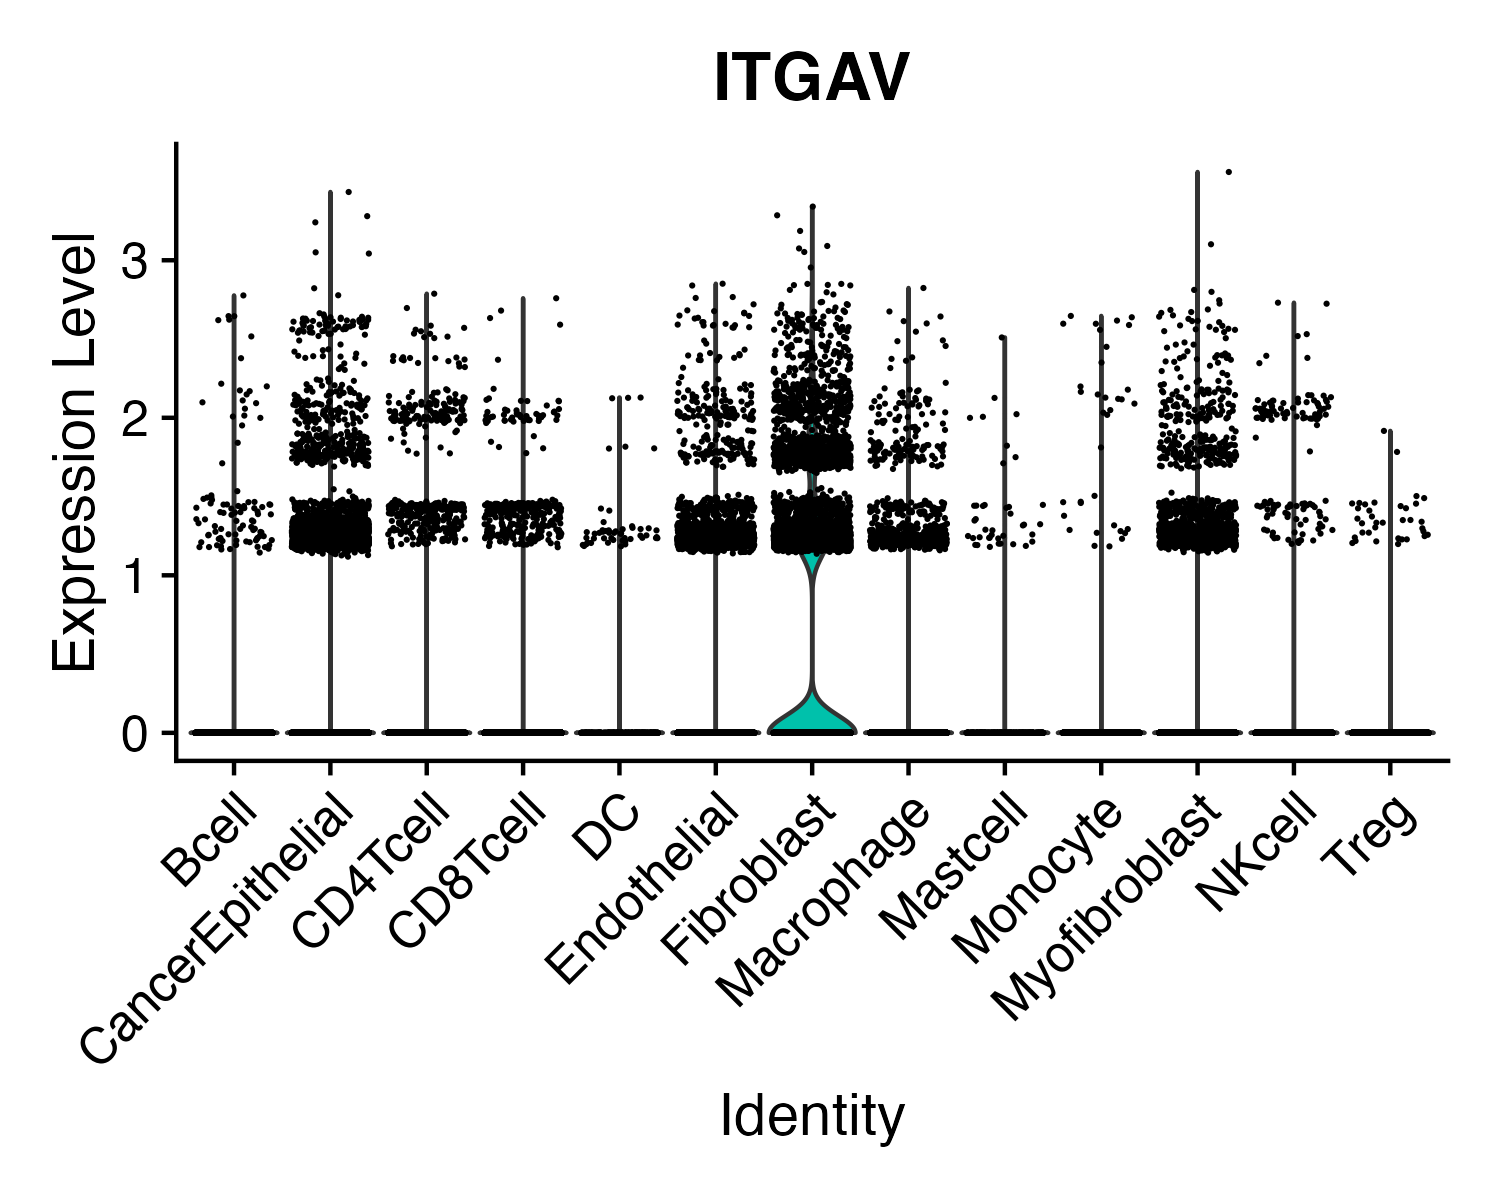 ITGAV
Expression Level
3
2
1
0
Bcell
CancerEpithelial
CD4Tcell
CD8Tcell
DC
Endothelial
Fibroblast
Macrophage
Mastcell
Monocyte
Myofibroblast
NKcell
Treg
Identity